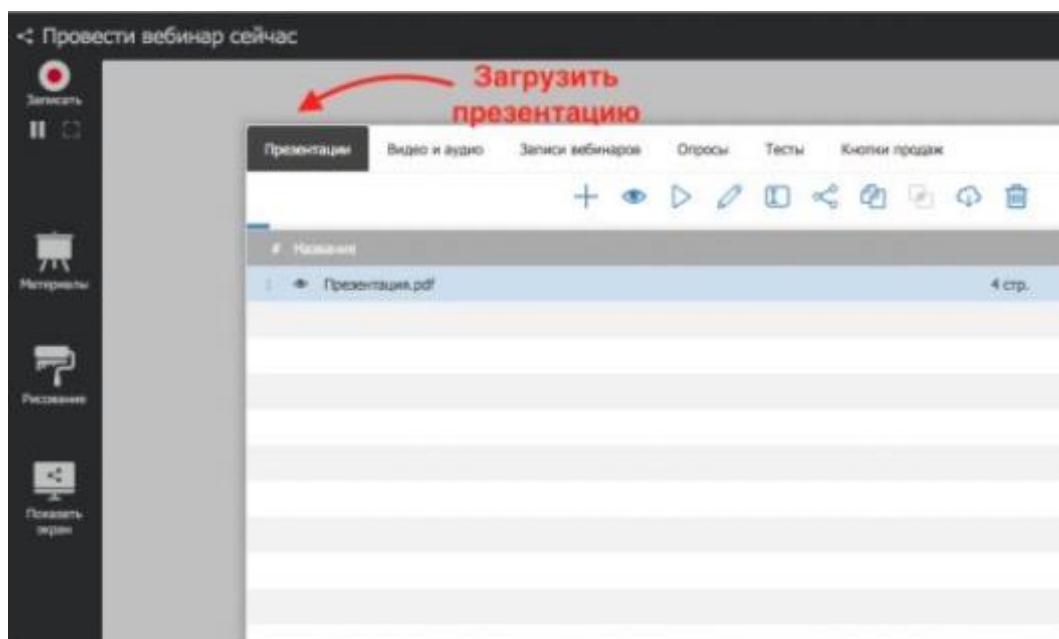 Провести вебинар сейчас
Записать
Загрузить
презентацию
Презентации Видео и аудио Записи вебинаров Опросы Тесты Кнопки продаж
# Название
Презентация.pdf 4 стр.
Материалы
Рисование
Показать
экран